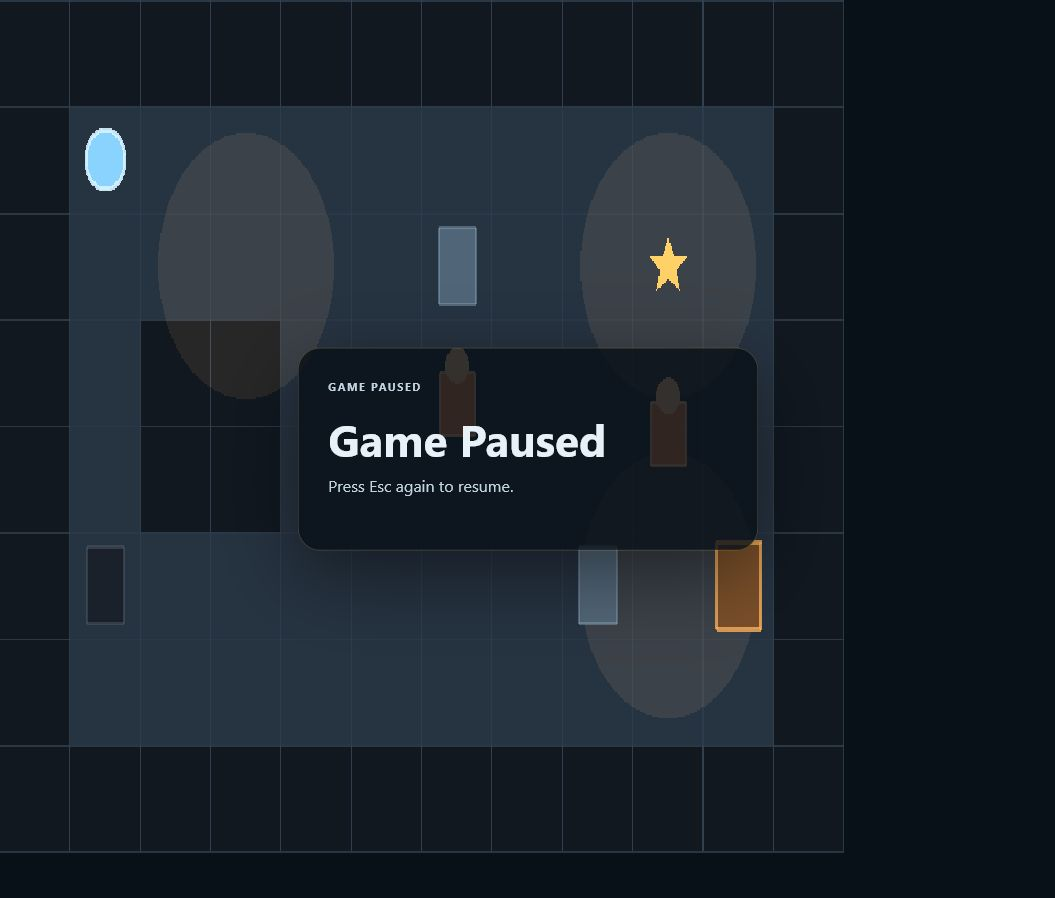 GAME PAUSED
Game Paused
Press Esc again to resume.